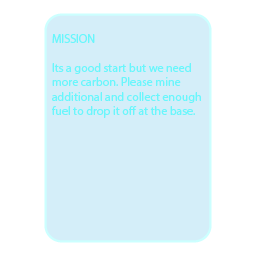 MISSION
Its a good start but we need
more carbon. Please mine
additional and collect enough
fuel to drop it off at the base.